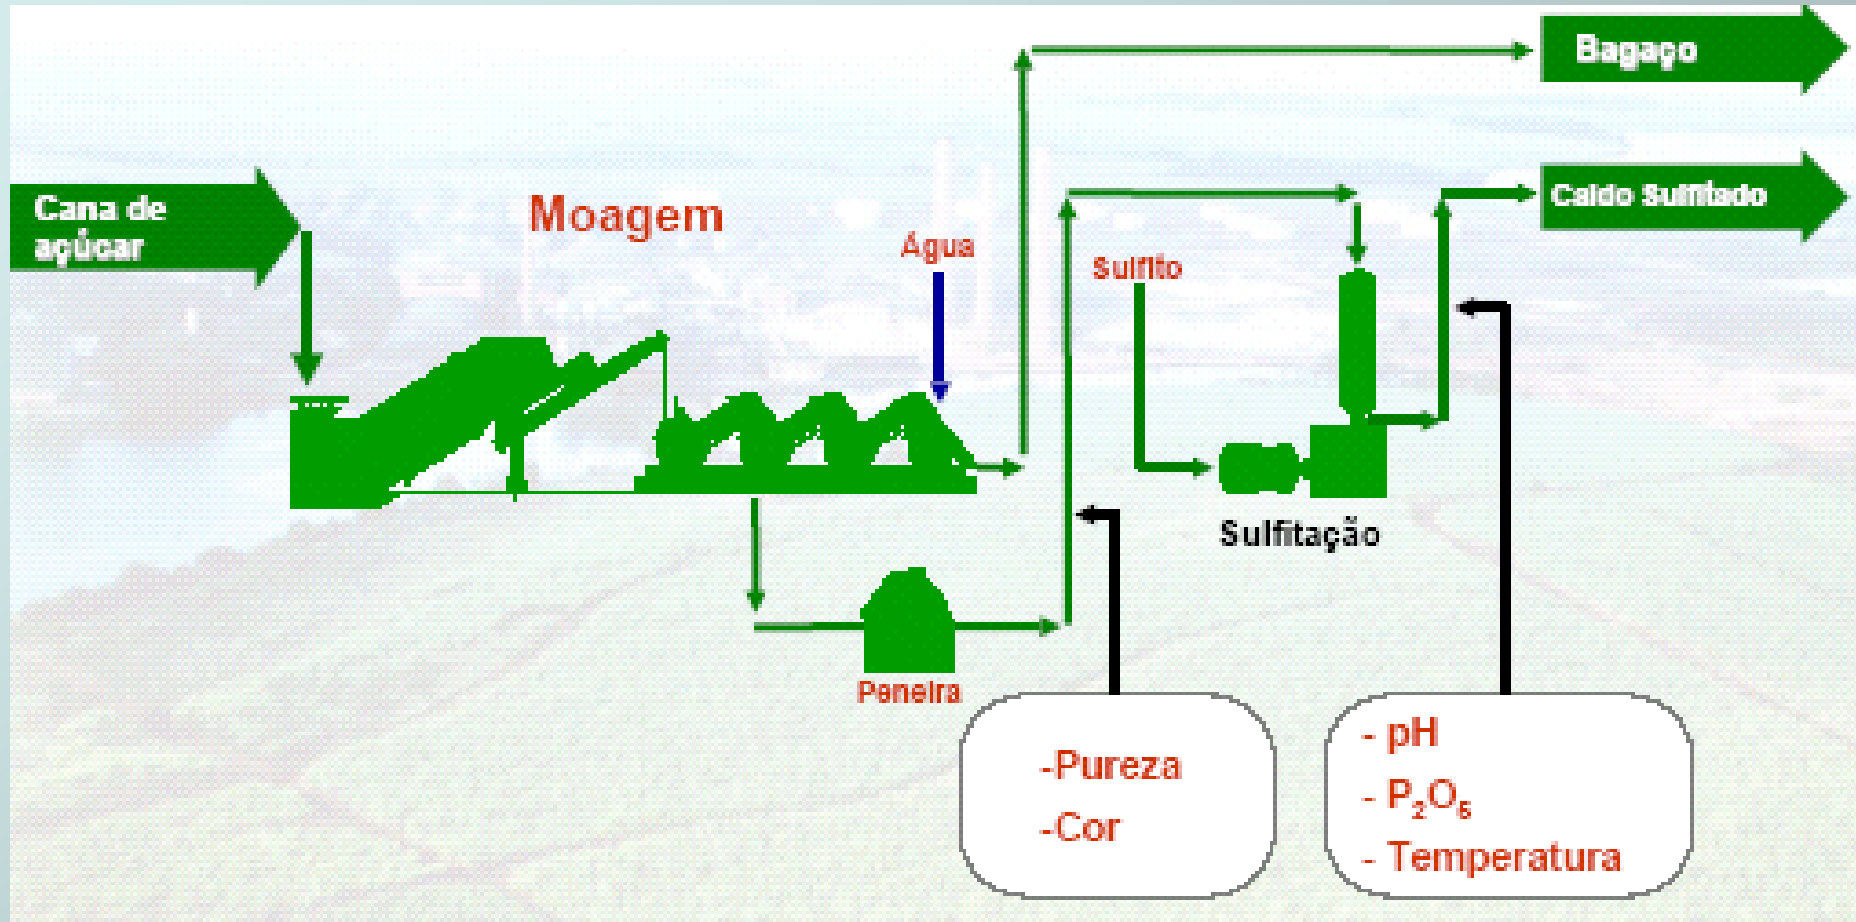 Bagaço
Cana de
açúcar
Moagem
Caldo Sulfitado
Água
Sulfito
Sulfitação
Peneira
-Pureza
-Cor
- pH
- P₂O₅
- Temperatura